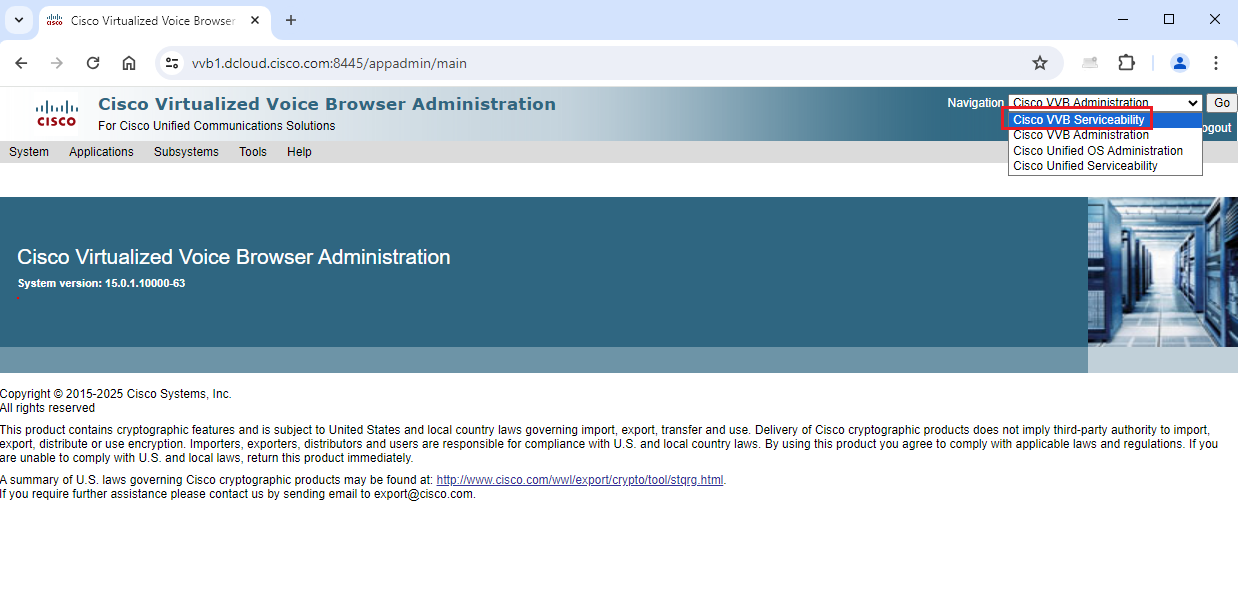 Cisco Virtualized Voice Browser
vvb1.dcloud.cisco.com:8445/appadmin/main
CISCO
Cisco Virtualized Voice Browser Administration
For Cisco Unified Communications Solutions
Navigation Cisco VVB Administration Go
Cisco VVB Serviceability
Cisco VVB Administration
Cisco Unified OS Administration
Cisco Unified Serviceability
ogout
System Applications Subsystems Tools Help
Cisco Virtualized Voice Browser Administration
System version: 15.0.1.10000-63
Copyright © 2015-2025 Cisco Systems, Inc.
All rights reserved
This product contains cryptographic features and is subject to United States and local country laws governing import, export, transfer and use. Delivery of Cisco cryptographic products does not imply third-party authority to import,
export, distribute or use encryption. Importers, exporters, distributors and users are responsible for compliance with U.S. and local country laws. By using this product you agree to comply with applicable laws and regulations. If you
are unable to comply with U.S. and local laws, return this product immediately.
A summary of U.S. laws governing Cisco cryptographic products may be found at: http://www.cisco.com/wwl/export/crypto/tool/stqrg.html.
If you require further assistance please contact us by sending email to export@cisco.com.